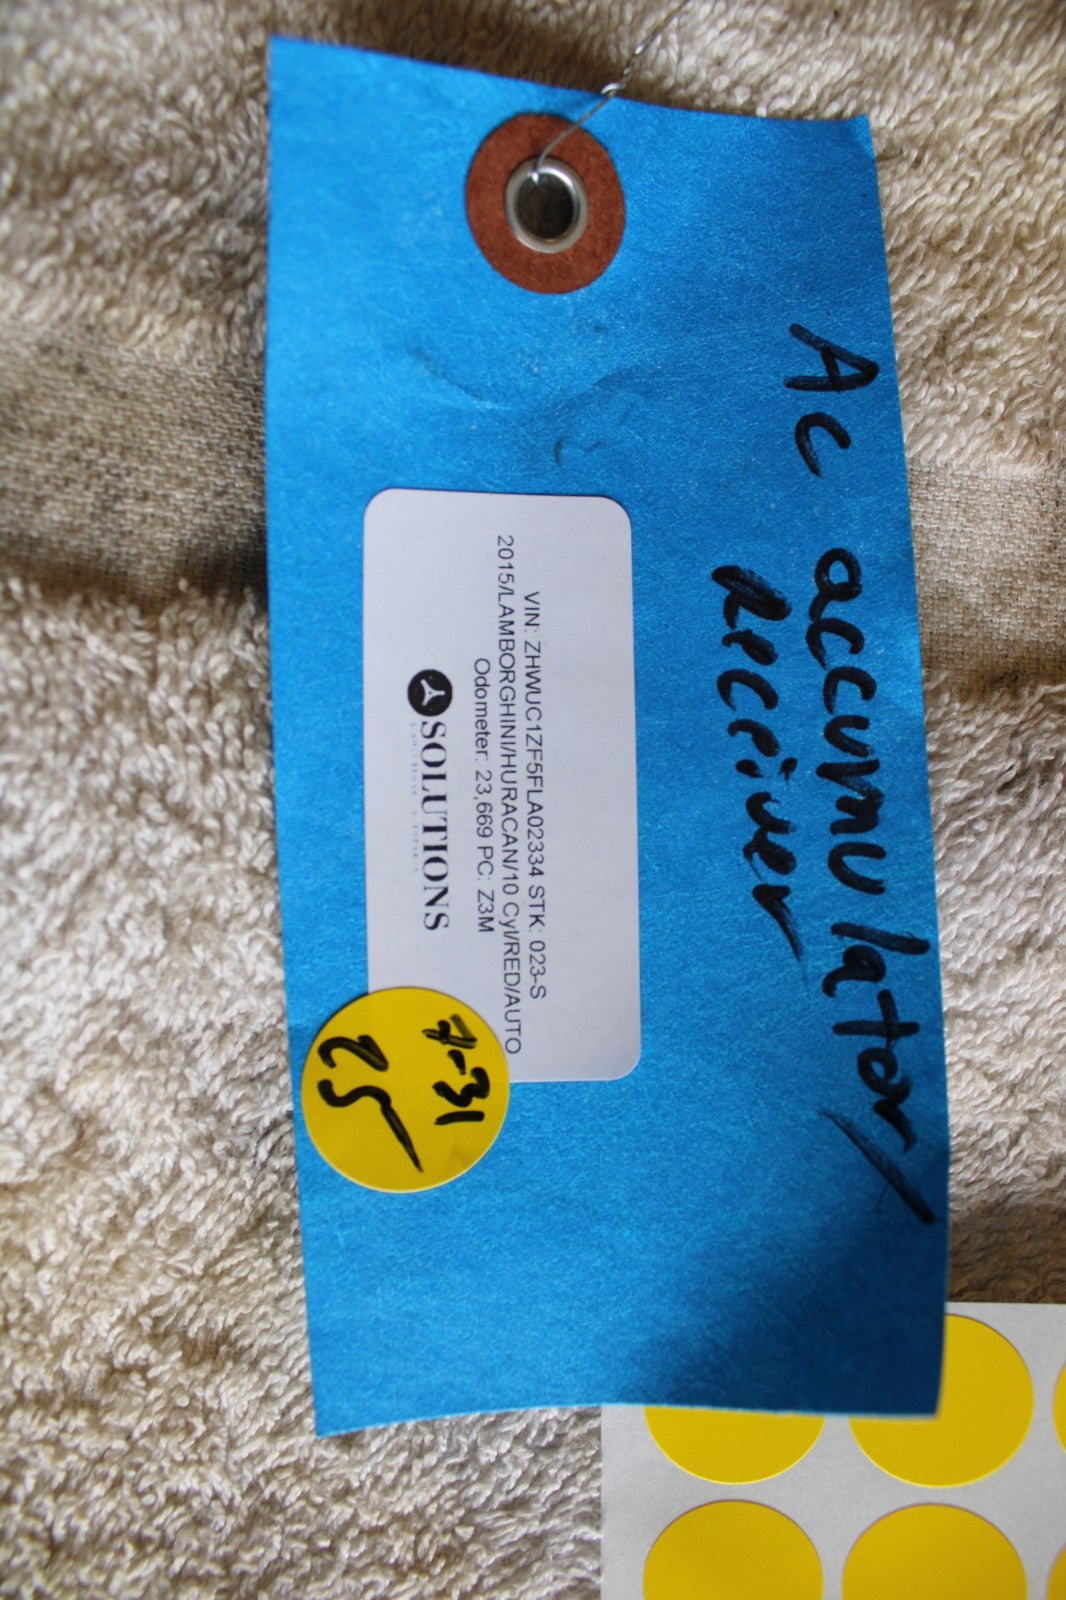 Ac accumulator/
Receiver
VIN: ZHWUC1ZF5FLA02334 STK: 023-S
2015/LAMBORGHINI/HURACAN/10 Cyl/RED/AUTO
Odometer: 23,669 PC: Z3M
SOLUTIONS
A-31
25